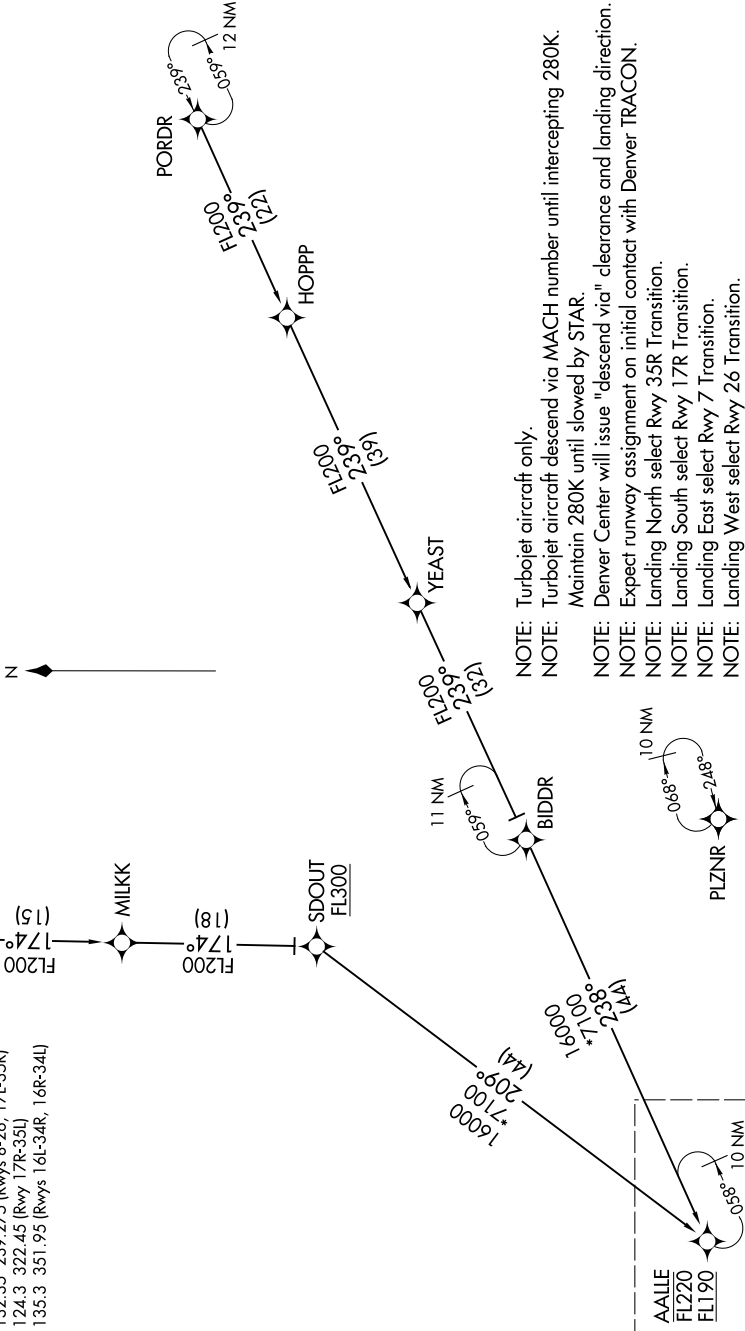 132.35 239.275 (Rwys 8-26, 17L-35R)
124.3 322.45 (Rwy 17R-35L)
135.3 351.95 (Rwys 16L-34R, 16R-34L)
N
FL200
174°
(15)
MILKK
FL200
174°
(18)
SDOUT
FL300
16000
*7100
209°
(44)
PORDR
239°
059°
12 NM
FL200
239°
(22)
HOPPP
FL200
239°
(39)
YEAST
FL200
239°
(32)
11 NM
059°
BIDDR
16000
*7100
238°
(44)
AALLE
FL220
FL190
058°
10 NM
PLZNR
068°
248°
10 NM
NOTE: Turbojet aircraft only.
NOTE: Turbojet aircraft descend via MACH number until intercepting 280K.
Maintain 280K until slowed by STAR.
NOTE: Denver Center will issue "descend via" clearance and landing direction.
NOTE: Expect runway assignment on initial contact with Denver TRACON.
NOTE: Landing North select Rwy 35R Transition.
NOTE: Landing South select Rwy 17R Transition.
NOTE: Landing East select Rwy 7 Transition.
NOTE: Landing West select Rwy 26 Transition.